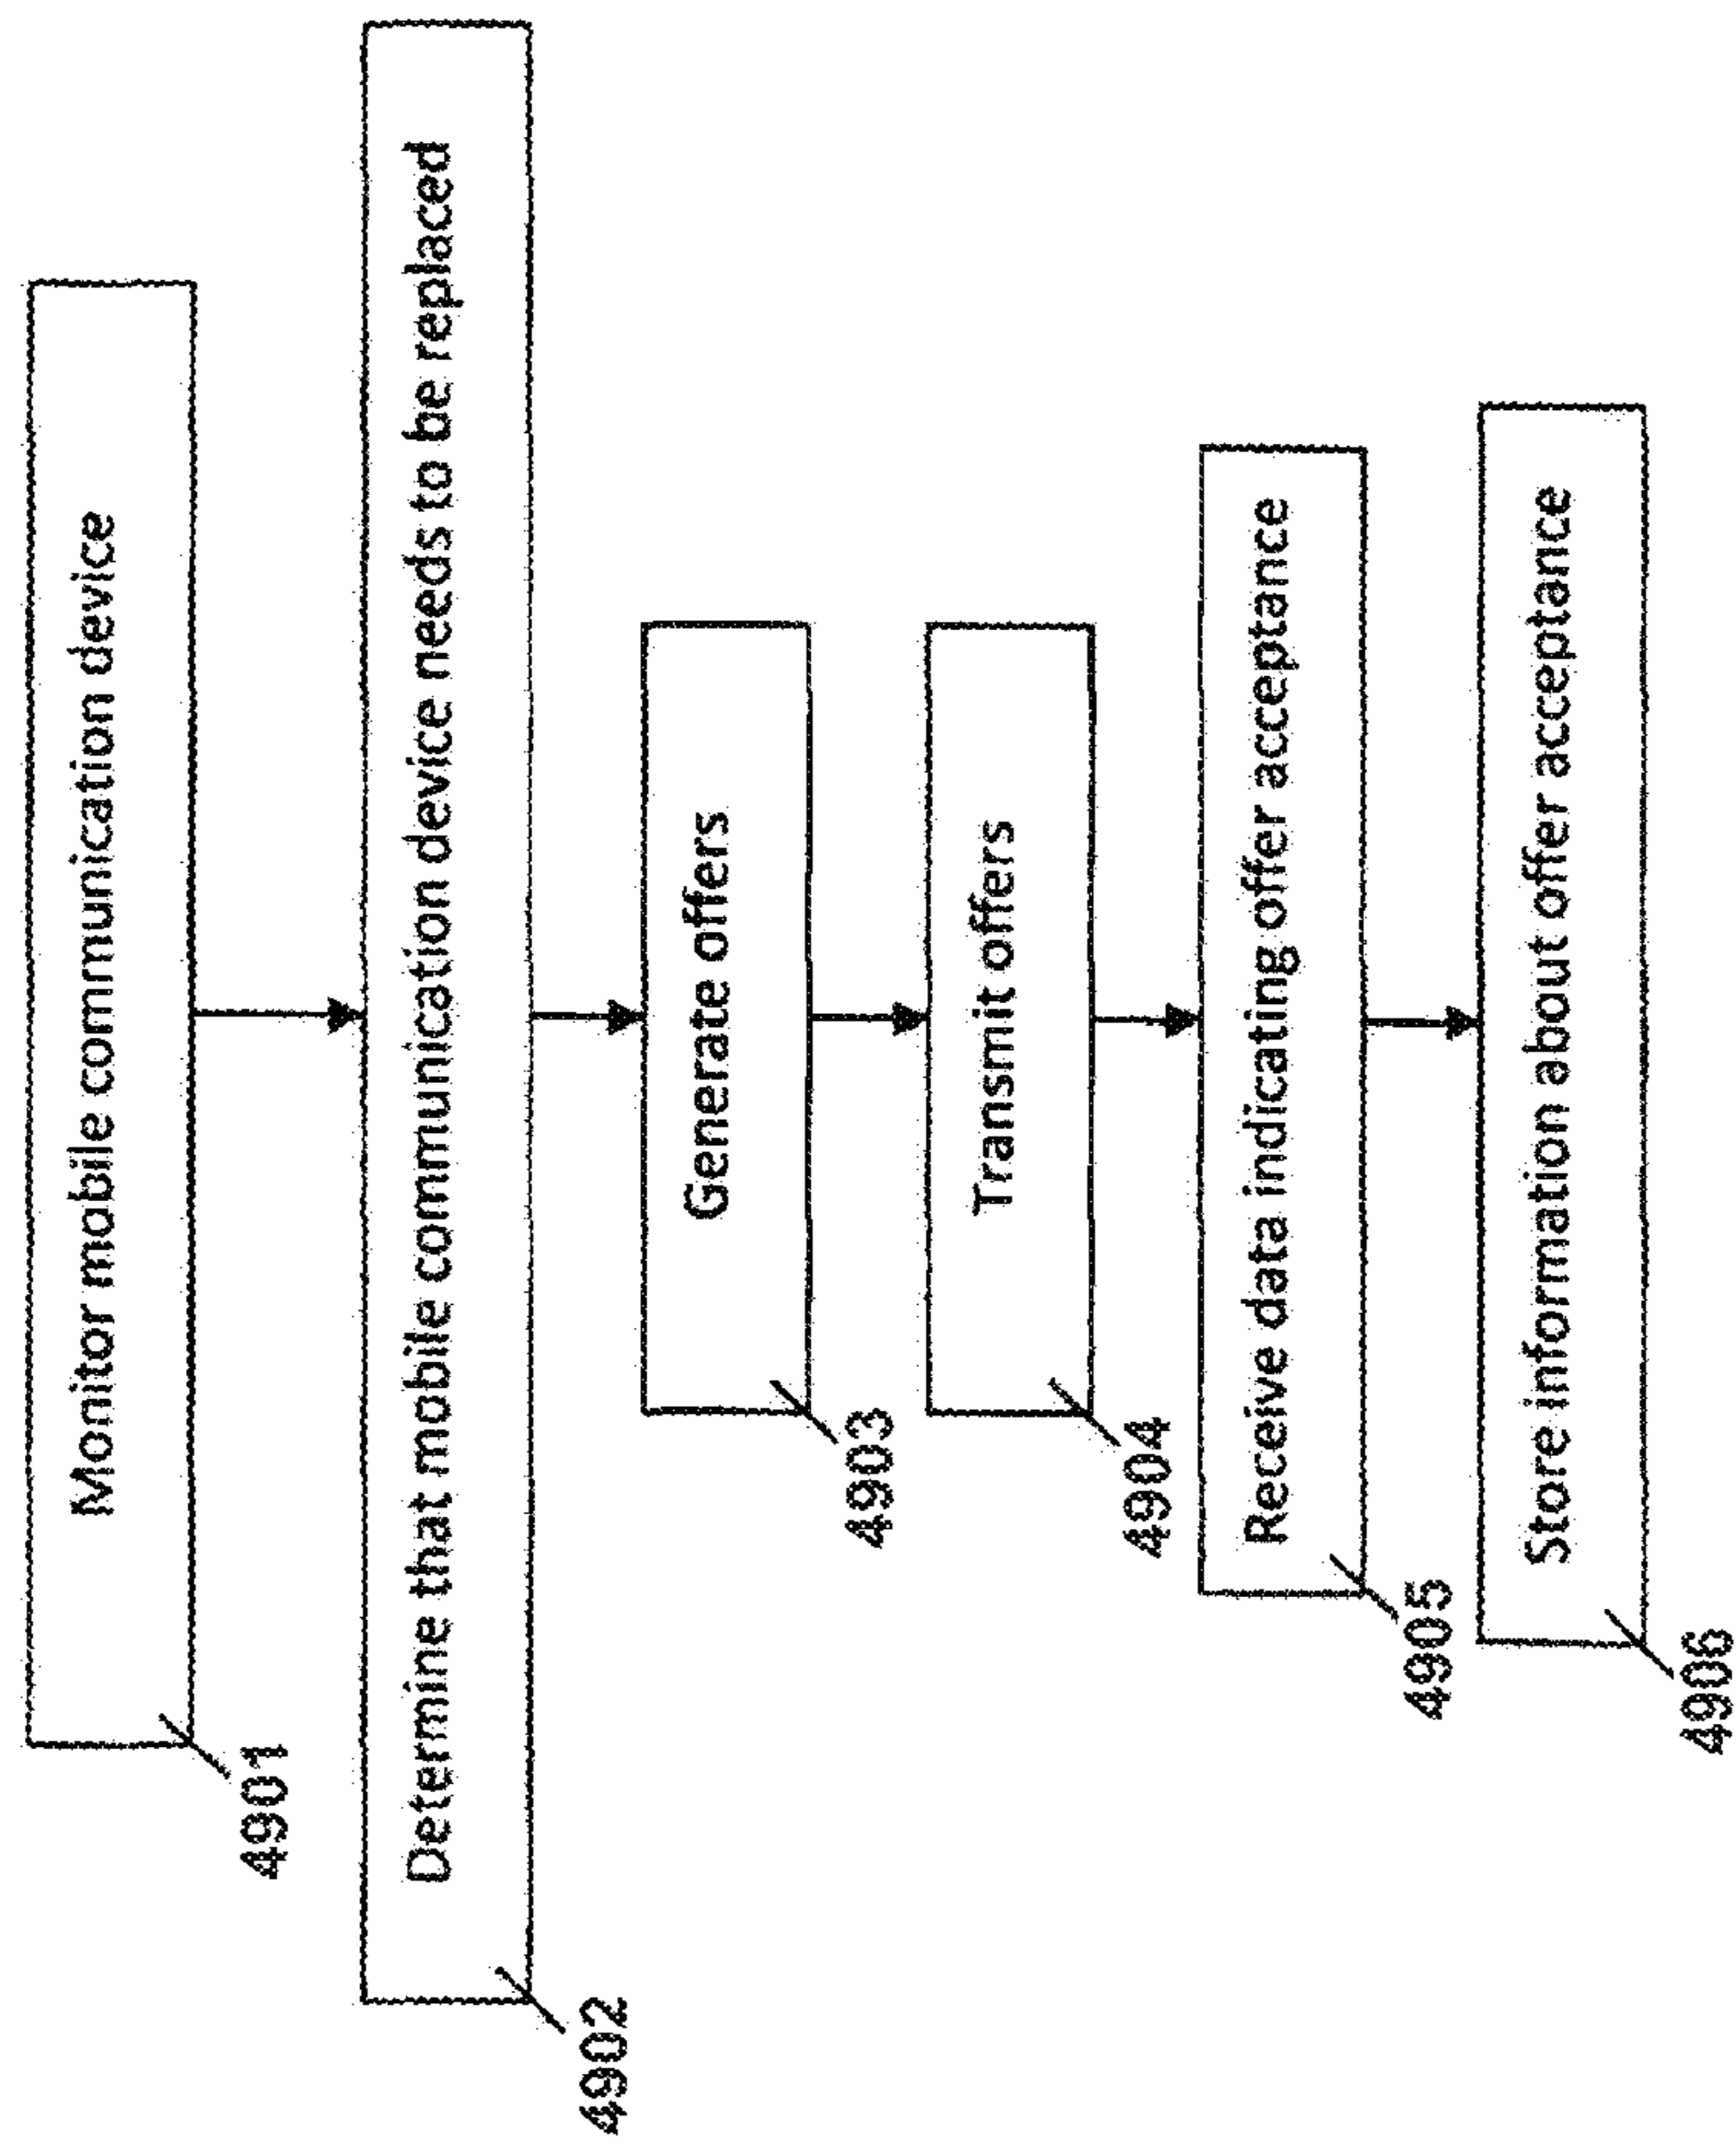 Monitor mobile communication device
4901
Determine that mobile communication device needs to be replaced
4902
Generate offers
4903
Transmit offers
4904
Receive data indicating offer acceptance
4905
Store information about offer acceptance
4906